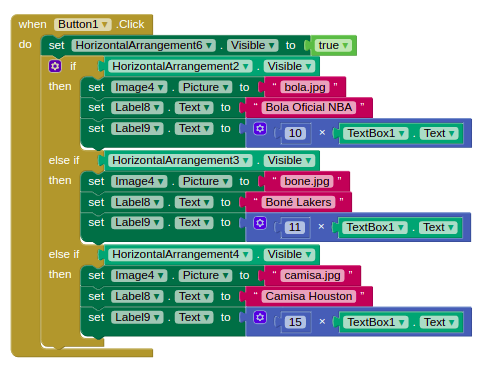 when Button1 .Click
do set HorizontalArrangement6 . Visible to true
if HorizontalArrangement2 . Visible
then set Image4 . Picture to “ bola.jpg ”
set Label8 . Text to “ Bola Oficial NBA ”
set Label9 . Text to 10 × TextBox1 . Text
else if HorizontalArrangement3 . Visible
then set Image4 . Picture to “ bone.jpg ”
set Label8 . Text to “ Boné Lakers ”
set Label9 . Text to 11 × TextBox1 . Text
else if HorizontalArrangement4 . Visible
then set Image4 . Picture to “ camisa.jpg ”
set Label8 . Text to “ Camisa Houston ”
set Label9 . Text to 15 × TextBox1 . Text